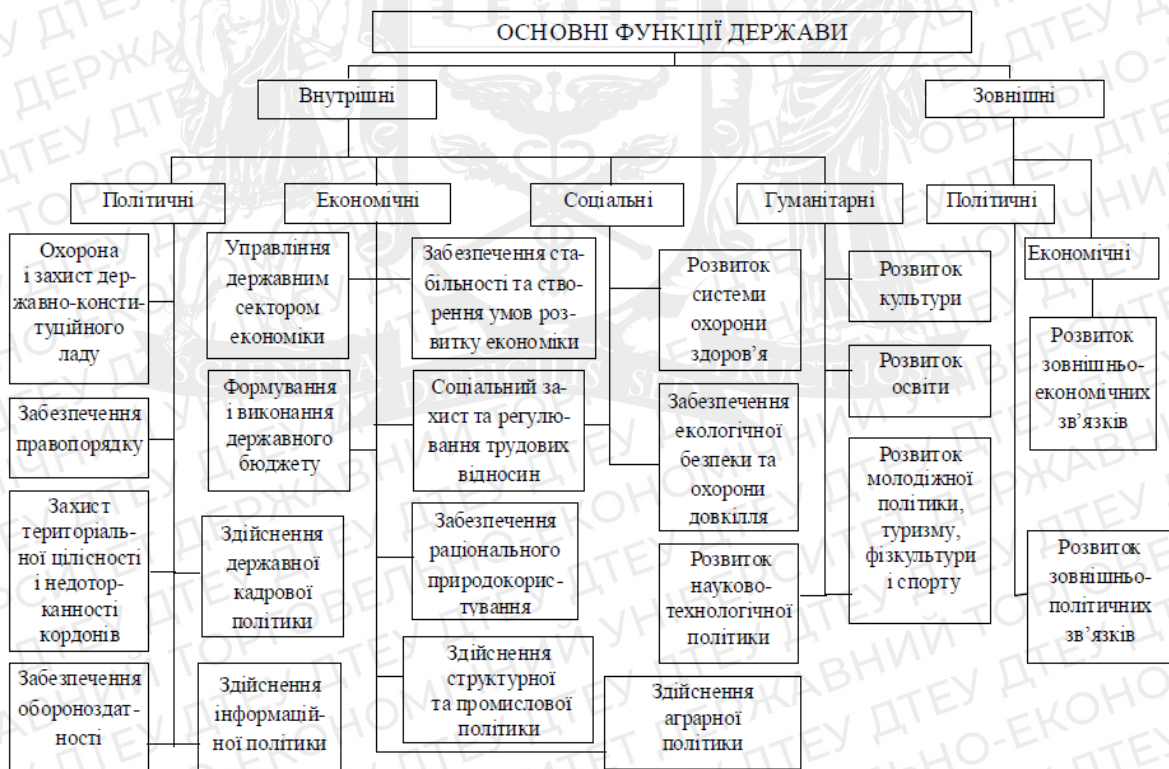 ОСНОВНІ ФУНКЦІЇ ДЕРЖАВИ
Внутрішні
Зовнішні
Політичні
Економічні
Соціальні
Гуманітарні
Політичні
Економічні
Охорона
і захист дер-
жавно-консти-
туційного
ладу
Забезпечення
правопорядку
Захист
територіаль-
ної цілісності
і недотор-
канності
кордонів
Забезпечення
обороноздат-
ності
Управління
державним
сектором
економіки
Формування
і виконання
державного
бюджету
Здійснення
державної
кадрової
політики
Здійснення
інформацій-
ної політики
Забезпечення ста-
більності та ство-
рення умов роз-
витку економіки
Соціальний за-
хист та регулю-
вання трудових
відносин
Забезпечення
раціонального
природокорис-
тування
Здійснення
структурної
та промислової
політики
Розвиток
системи
охорони
здоров’я
Забезпечення
екологічної
безпеки та
охорони
довкілля
Розвиток
науково-
технологічної
політики
Здійснення
аграрної
політики
Розвиток
культури
Розвиток
освіти
Розвиток
молодіжної
політики,
туризму,
фізкультури
і спорту
Розвиток
зовнішньо-
економічних
зв’язків
Розвиток
зовнішньо-
політичних
зв’язків